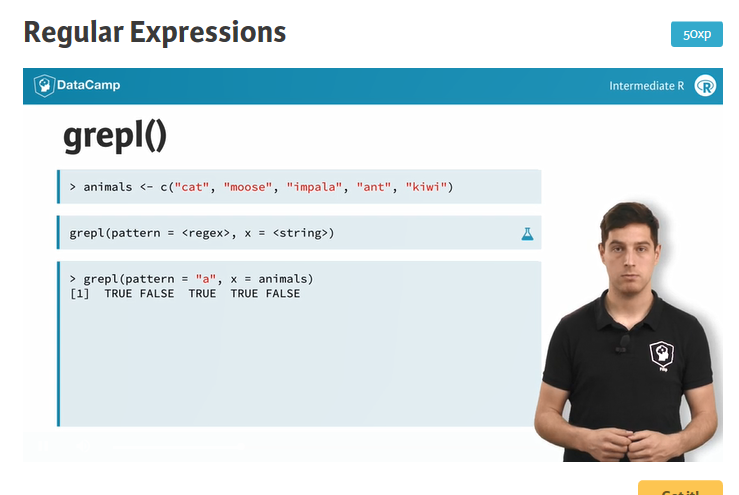 Regular Expressions
50xp
DataCamp
Intermediate R
R
grepl()
> animals <- c("cat", "moose", "impala", "ant", "kiwi")
grepl(pattern = <regex>, x = <string>)
> grepl(pattern = "a", x = animals)
[1]  TRUE FALSE  TRUE  TRUE FALSE
Got it!